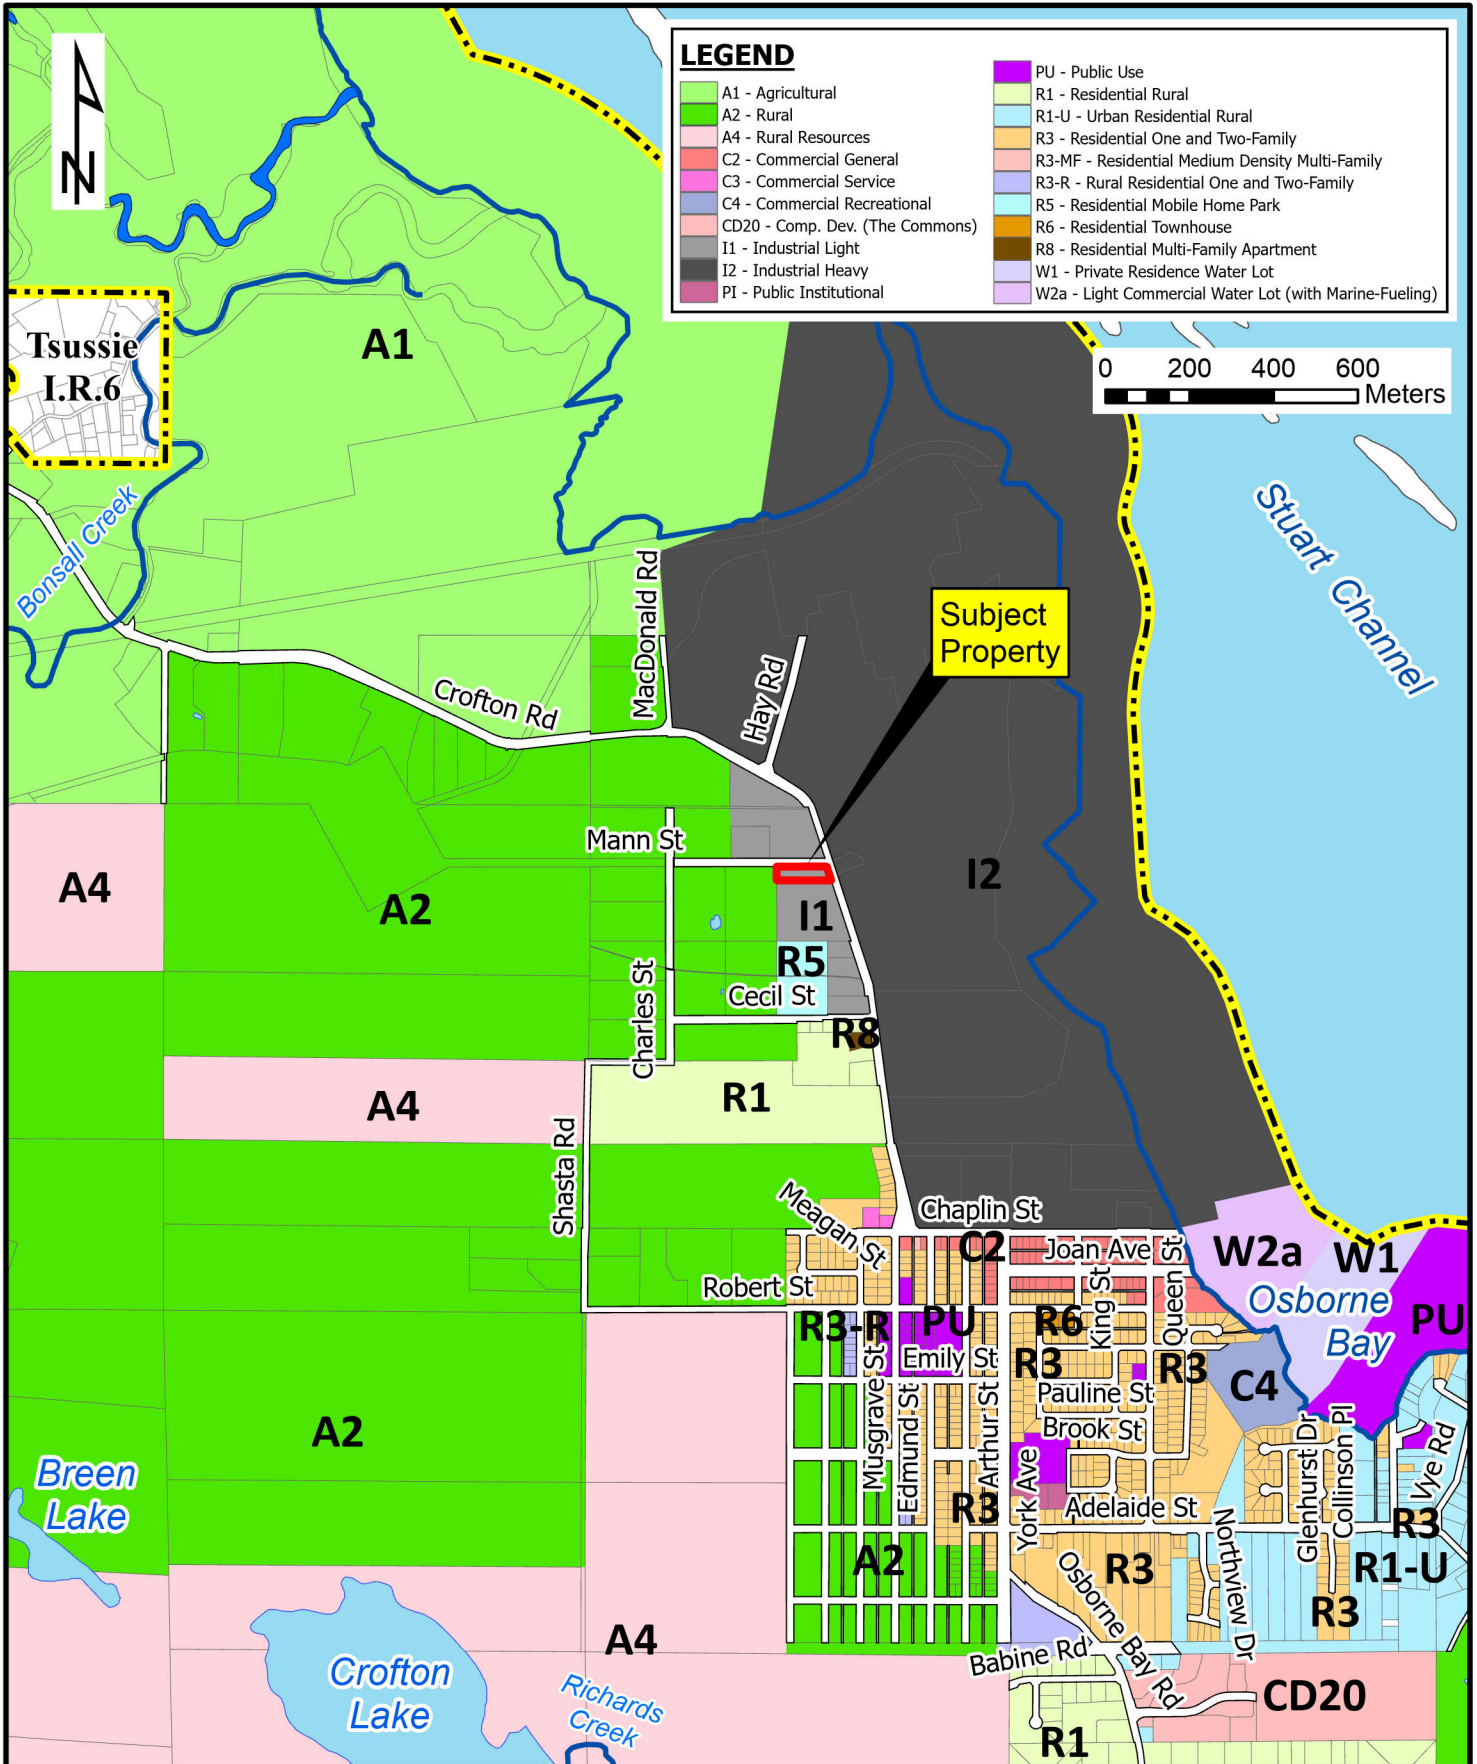 LEGEND
A1 - Agricultural
A2 - Rural
A4 - Rural Resources
C2 - Commercial General
C3 - Commercial Service
C4 - Commercial Recreational
CD20 - Comp. Dev. (The Commons)
I1 - Industrial Light
I2 - Industrial Heavy
PI - Public Institutional
PU - Public Use
R1 - Residential Rural
R1-U - Urban Residential Rural
R3 - Residential One and Two-Family
R3-MF - Residential Medium Density Multi-Family
R3-R - Rural Residential One and Two-Family
R5 - Residential Mobile Home Park
R6 - Residential Townhouse
R8 - Residential Multi-Family Apartment
W1 - Private Residence Water Lot
W2a - Light Commercial Water Lot (with Marine-Fueling)
N
Tsussie
I.R.6
A1
0 200 400 600
Meters
Bonsall Creek
Stuart Channel
MacDonald Rd
Subject
Property
Hay Rd
Crofton Rd
Mann St
A4
A2
I2
I1
R5
Charles St
Cecil St
R8
A4
R1
Shasta Rd
Meagan St
Chaplin St
C2
Joan Ave
Queen St
W2a
W1
Robert St
King St
Osborne
Bay
PU
R3-R
PU
R6
Emily St
R3
R3
C4
Musgrave St
Edmund St
Arthur St
Pauline St
Brook St
A2
Breen
Lake
York Ave
R3
Adelaide St
Glenhurst Dr
Collinson Pl
Vye Rd
R3
A2
Osborne Bay Rd
R3
Northview Dr
R1-U
R3
A4
Babine Rd
Crofton
Lake
Richards
Creek
CD20
R1